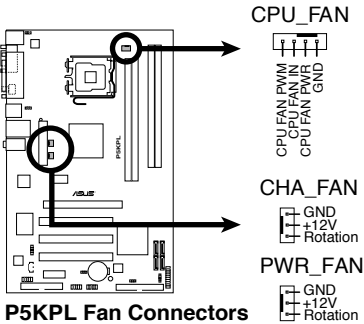 CPU_FAN
CPU FAN PWM
CPU FAN IN
CPU FAN PWR
GND
P5KPL
ASUS
CHA_FAN
GND
+12V
Rotation
PWR_FAN
GND
+12V
Rotation
P5KPL Fan Connectors